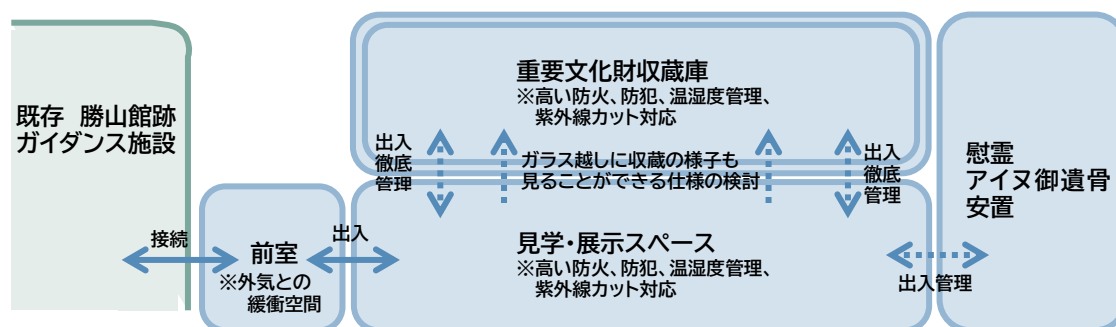 既存 勝山館跡
ガイダンス施設
接続
前室
※外気との
緩衝空間
出入
重要文化財収蔵庫
※高い防火、防犯、温湿度管理、
紫外線カット対応
出入
徹底
管理
ガラス越しに収蔵の様子も
見ることができる仕様の検討
出入
徹底
管理
見学・展示スペース
※高い防火、防犯、温湿度管理、
紫外線カット対応
出入管理
慰霊
アイヌ御遺骨
安置